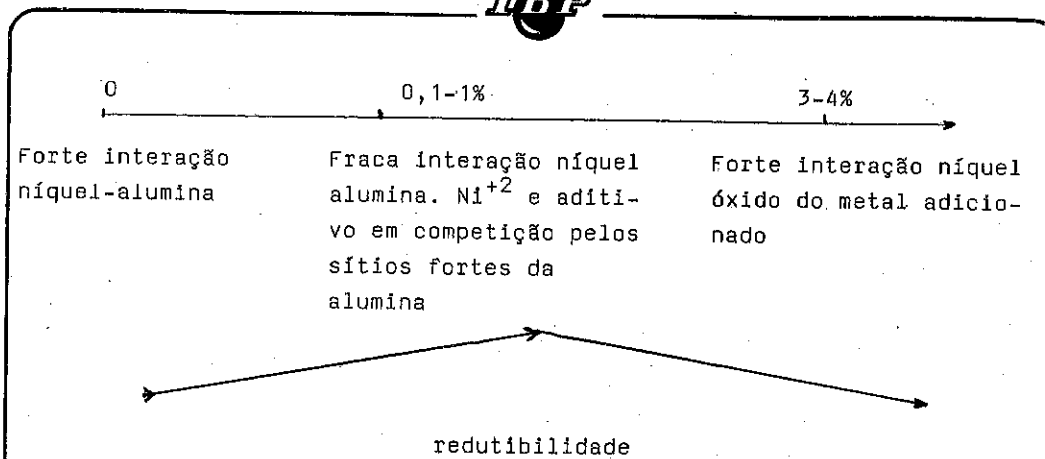 IBP
0 0,1-1% 3-4%
Forte interação
níquel-alumina
Fraca interação níquel
alumina. Ni+2 e aditi-
vo em competição pelos
sítios fortes da
alumina
Forte interação níquel
óxido do metal adicio-
nado
redutibilidade